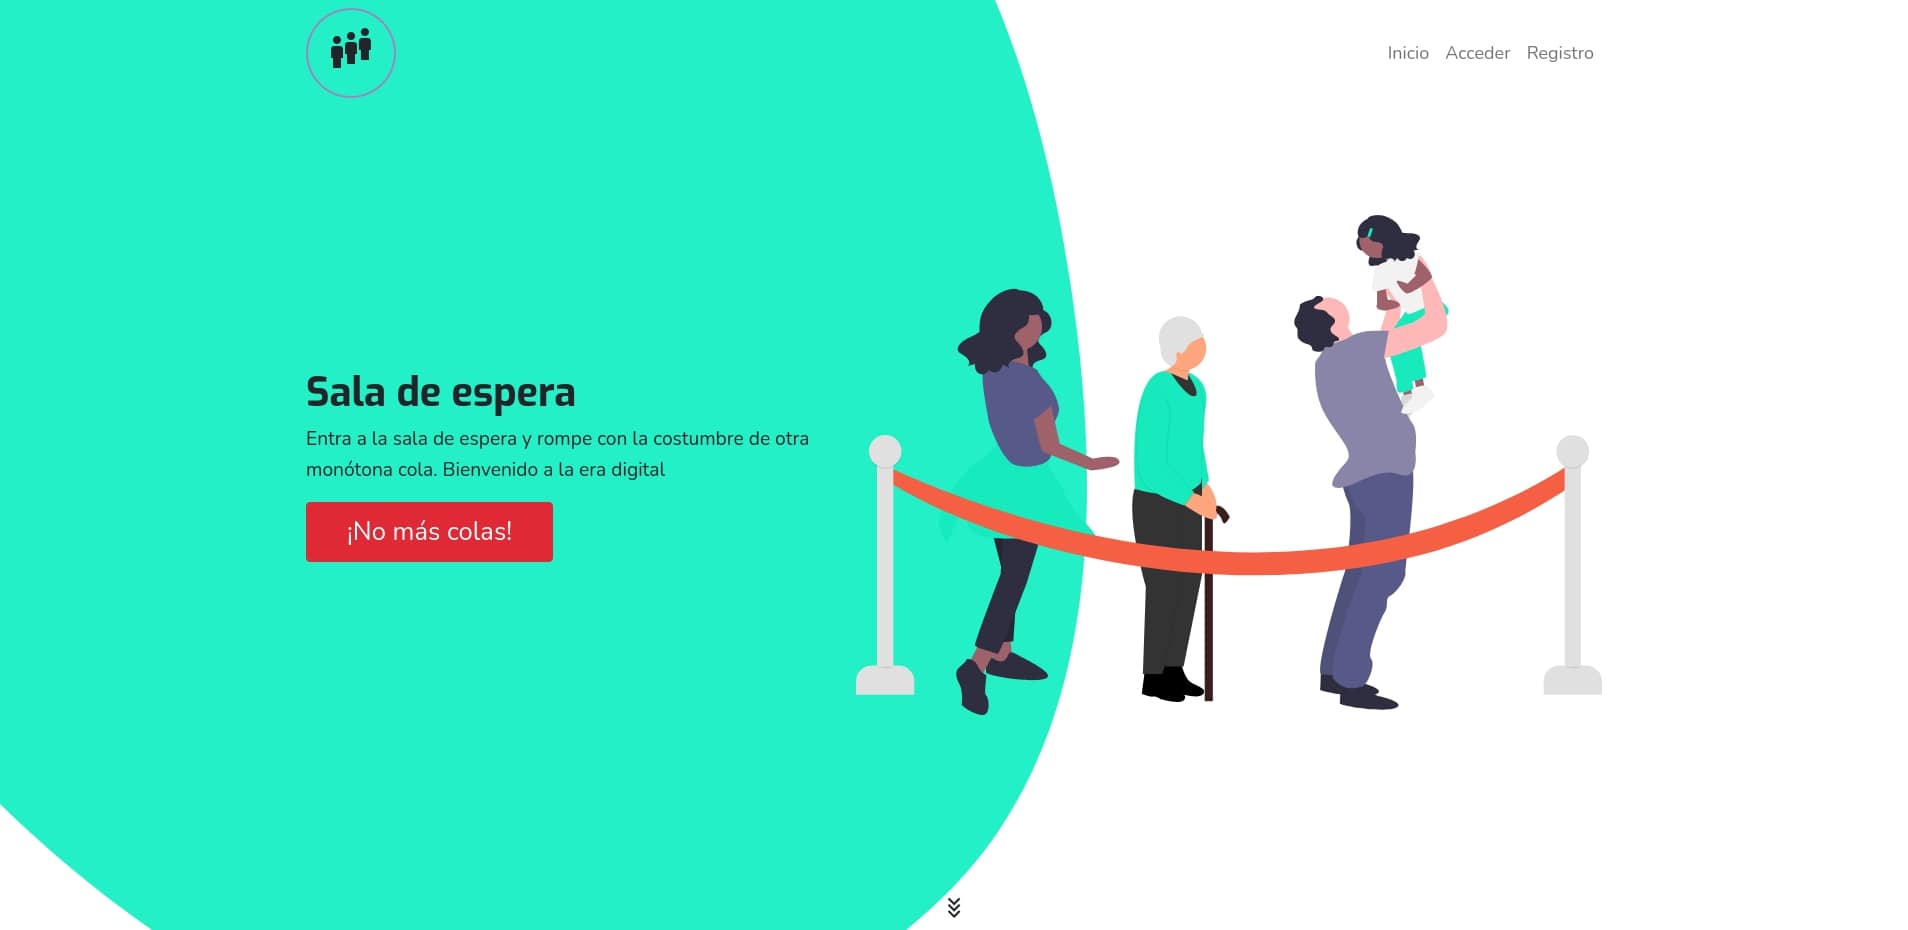 Inicio Acceder Registro
Sala de espera
Entra a la sala de espera y rompe con la costumbre de otra
monótona cola. Bienvenido a la era digital
¡No más colas!